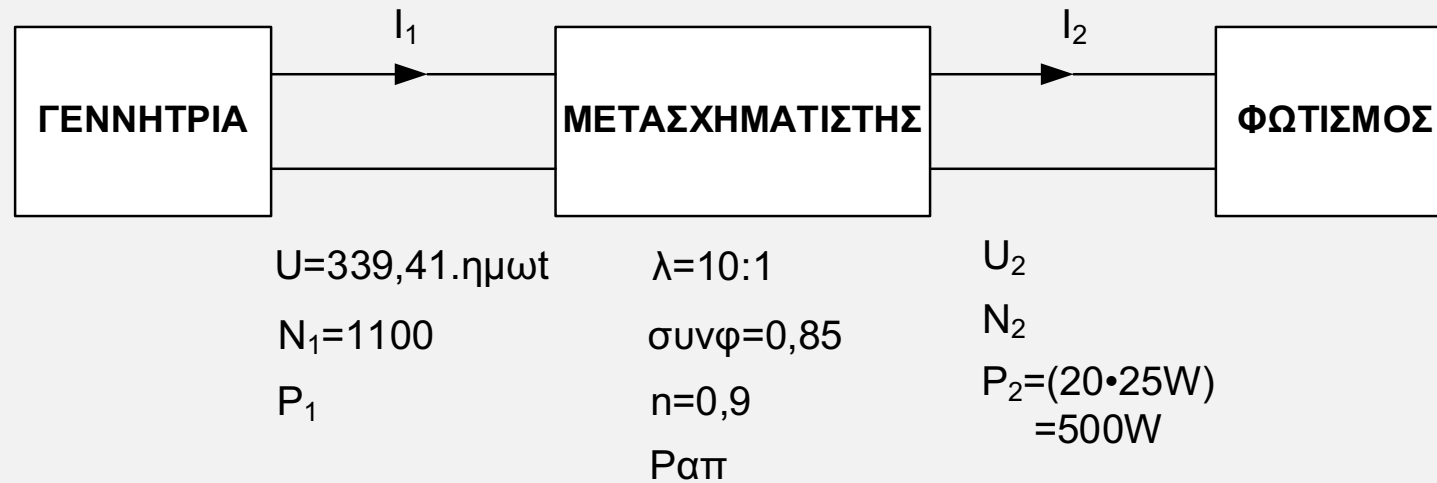 I₁
I₂
ΓΕΝΝΗΤΡΙΑ
ΜΕΤΑΣΧΗΜΑΤΙΣΤΗΣ
ΦΩΤΙΣΜΟΣ
U=339,41.ημωt
N₁=1100
P₁
λ=10:1
συνφ=0,85
n=0,9
Pαπ
U₂
N₂
P₂=(20•25W)
=500W